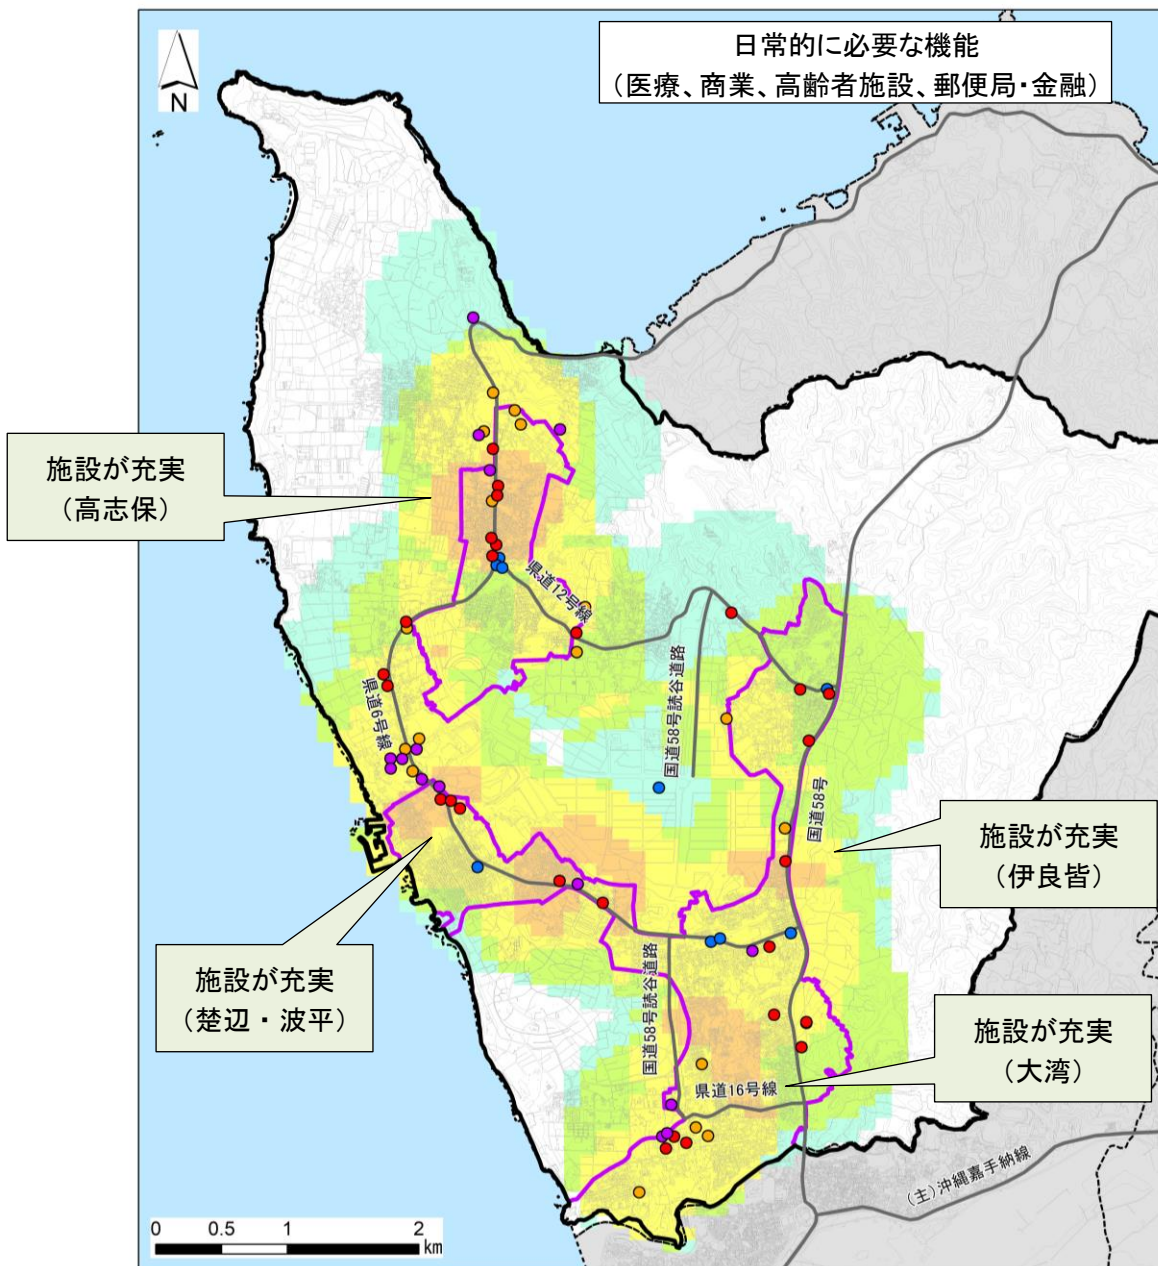 日常的に必要な機能
（医療、商業、高齢者施設、郵便局・金融）
N
施設が充実
（高志保）
県道12号線
国道58号読谷道路
県道6号線
国道58号
施設が充実
（伊良皆）
施設が充実
（楚辺・波平）
国道58号読谷道路
施設が充実
（大湾）
県道16号線
（主）沖縄嘉手納線
0 0.5 1 2
km